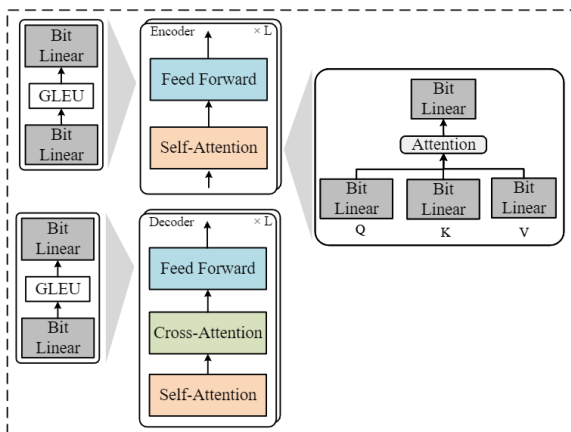 Bit
Linear
GLEU
Bit
Linear
Encoder
× L
Feed Forward
Self-Attention
Bit
Linear
Attention
Bit
Linear
Bit
Linear
Bit
Linear
Q
K
V
Bit
Linear
GLEU
Bit
Linear
Decoder
× L
Feed Forward
Cross-Attention
Self-Attention